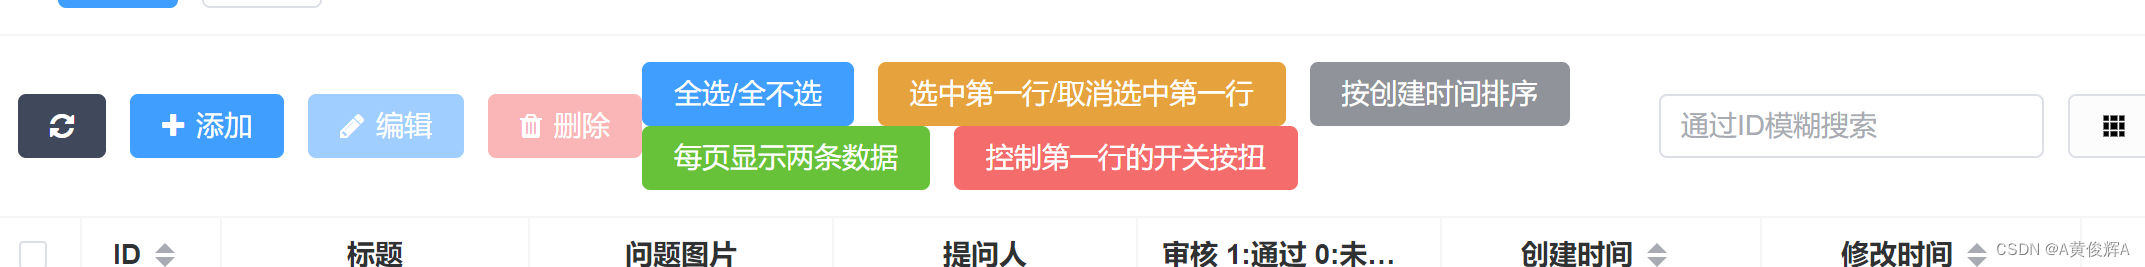 添加 编辑 删除 全选/全不选 选中第一行/取消选中第一行 按创建时间排序
每页显示两条数据 控制第一行的开关按扭
通过ID模糊搜索
ID 标题 问题图片 提问人 审核 1:通过 0:未... 创建时间 修改时间
CSDN @A黄俊辉A